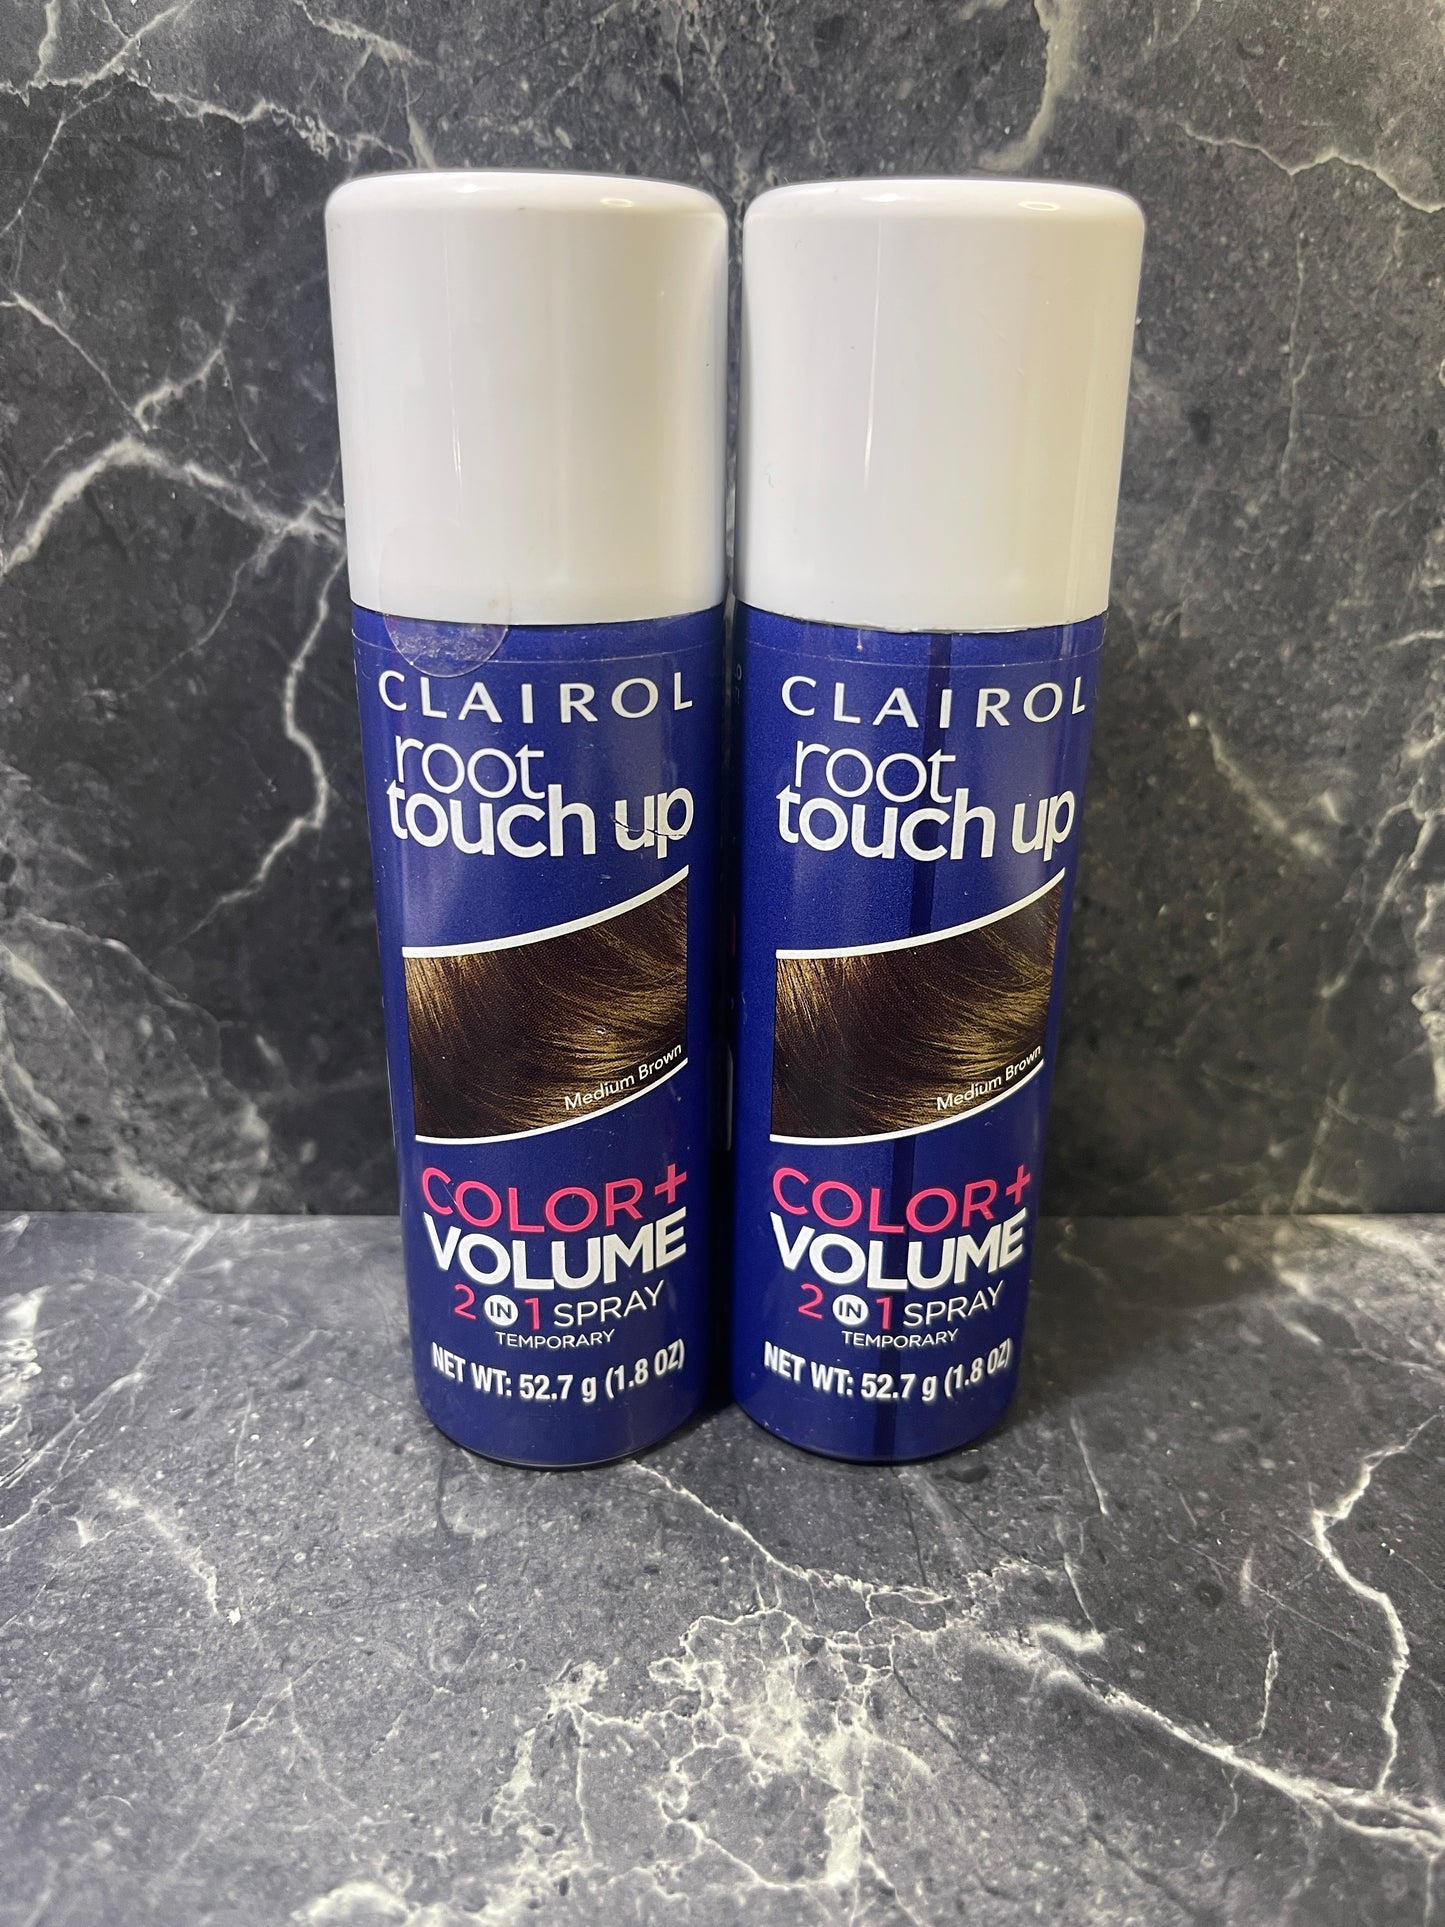 CLAIROL
root
touch up
Medium Brown
COLOR+
VOLUME
2 IN 1 SPRAY
TEMPORARY
NET WT: 52.7 g (1.8 OZ)
CLAIROL
root
touch up
Medium Brown
COLOR+
VOLUME
2 IN 1 SPRAY
TEMPORARY
NET WT: 52.7 g (1.8 OZ)